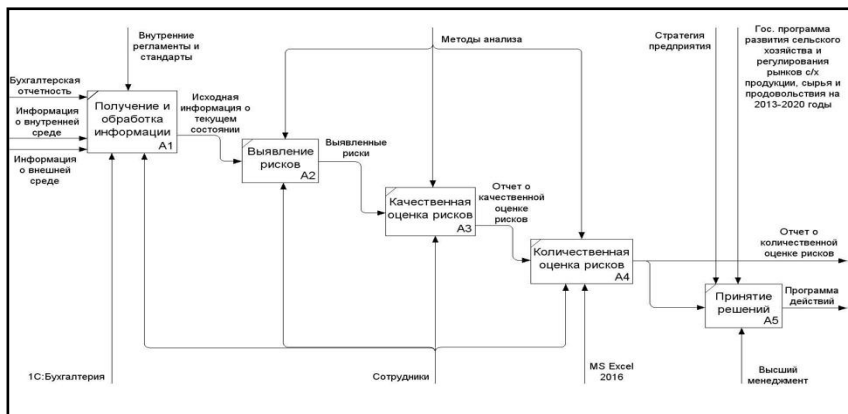 Внутренние
регламенты и
стандарты
Методы анализа
Стратегия
предприятия
Гос. программа
развития сельского
хозяйства и
регулирования
рынков с/х
продукции, сырья и
продовольствия на
2013-2020 годы
Бухгалтерская
отчетность
Информация
о внутренней
среде
Информация
о внешней
среде
Получение и
обработка
информации
A1
Исходная
информация о
текущем
состоянии
Выявление
рисков
A2
Выявленные
риски
Качественная
оценка рисков
A3
Отчет о
качественной
оценке
рисков
Количественная
оценка рисков
A4
Отчет о
количественной
оценке рисков
Принятие
решений
A5
Программа
действий
1С:Бухгалтерия
Сотрудники
MS Excel
2016
Высший
менеджмент